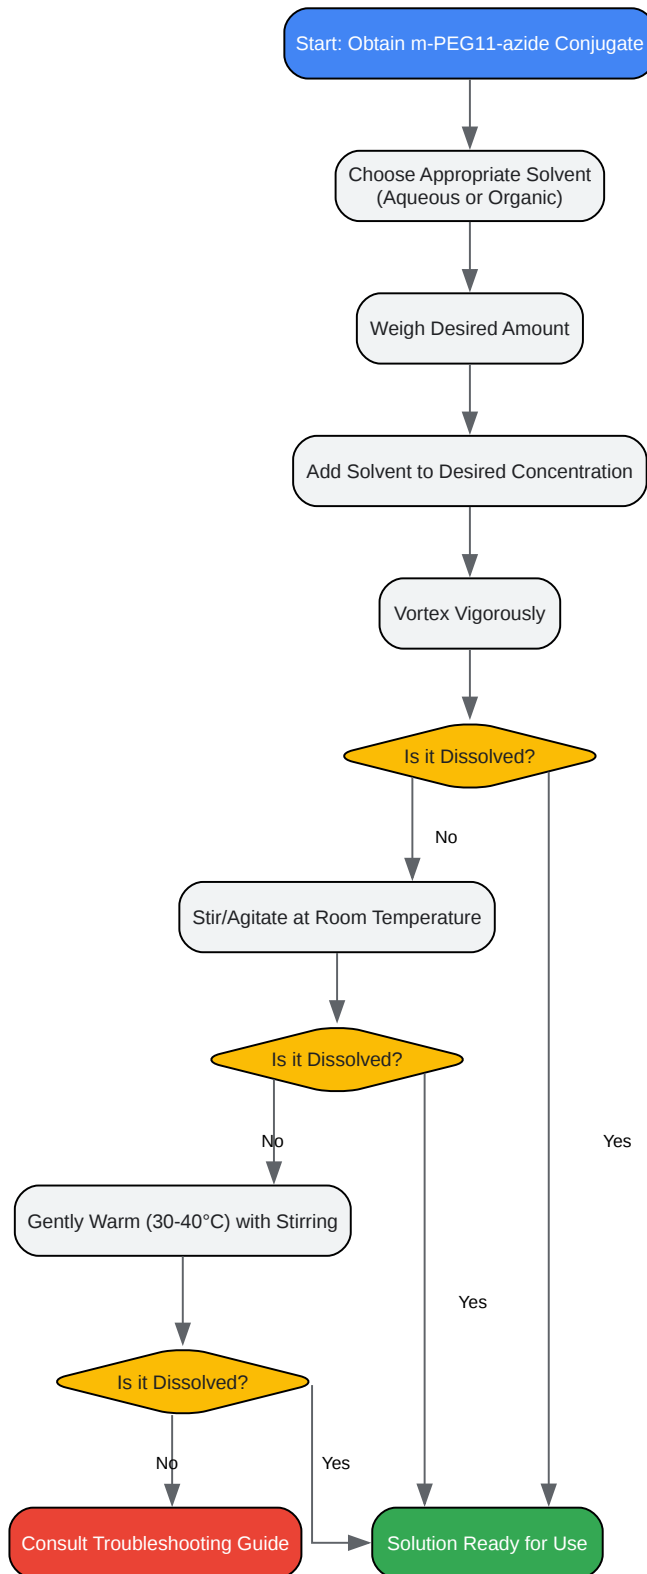 Start: Obtain m-PEG11-azide Conjugate
Choose Appropriate Solvent
(Aqueous or Organic)
Weigh Desired Amount
Add Solvent to Desired Concentration
Vortex Vigorously
Is it Dissolved?
No
Stir/Agitate at Room Temperature
Is it Dissolved?
No
Yes
Gently Warm (30-40°C) with Stirring
Yes
Is it Dissolved?
No
Yes
Consult Troubleshooting Guide
Solution Ready for Use